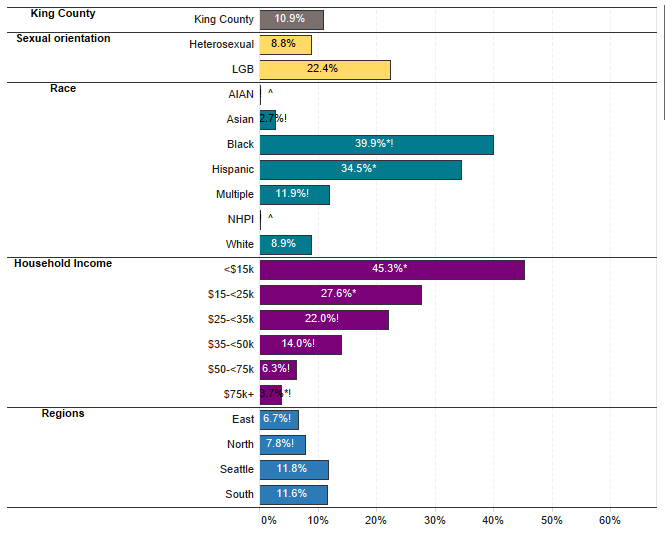 King County
King County 10.9%
Sexual orientation
Heterosexual 8.8%
LGB 22.4%
Race
AIAN ^
Asian 2.7%!
Black 39.9%*!
Hispanic 34.5%*
Multiple 11.9%!
NHPI ^
White 8.9%
Household Income
<$15k 45.3%*
$15-<25k 27.6%*
$25-<35k 22.0%!
$35-<50k 14.0%!
$50-<75k 6.3%!
$75k+ 3.7%*!
Regions
East 6.7%!
North 7.8%!
Seattle 11.8%
South 11.6%
0% 10% 20% 30% 40% 50% 60%